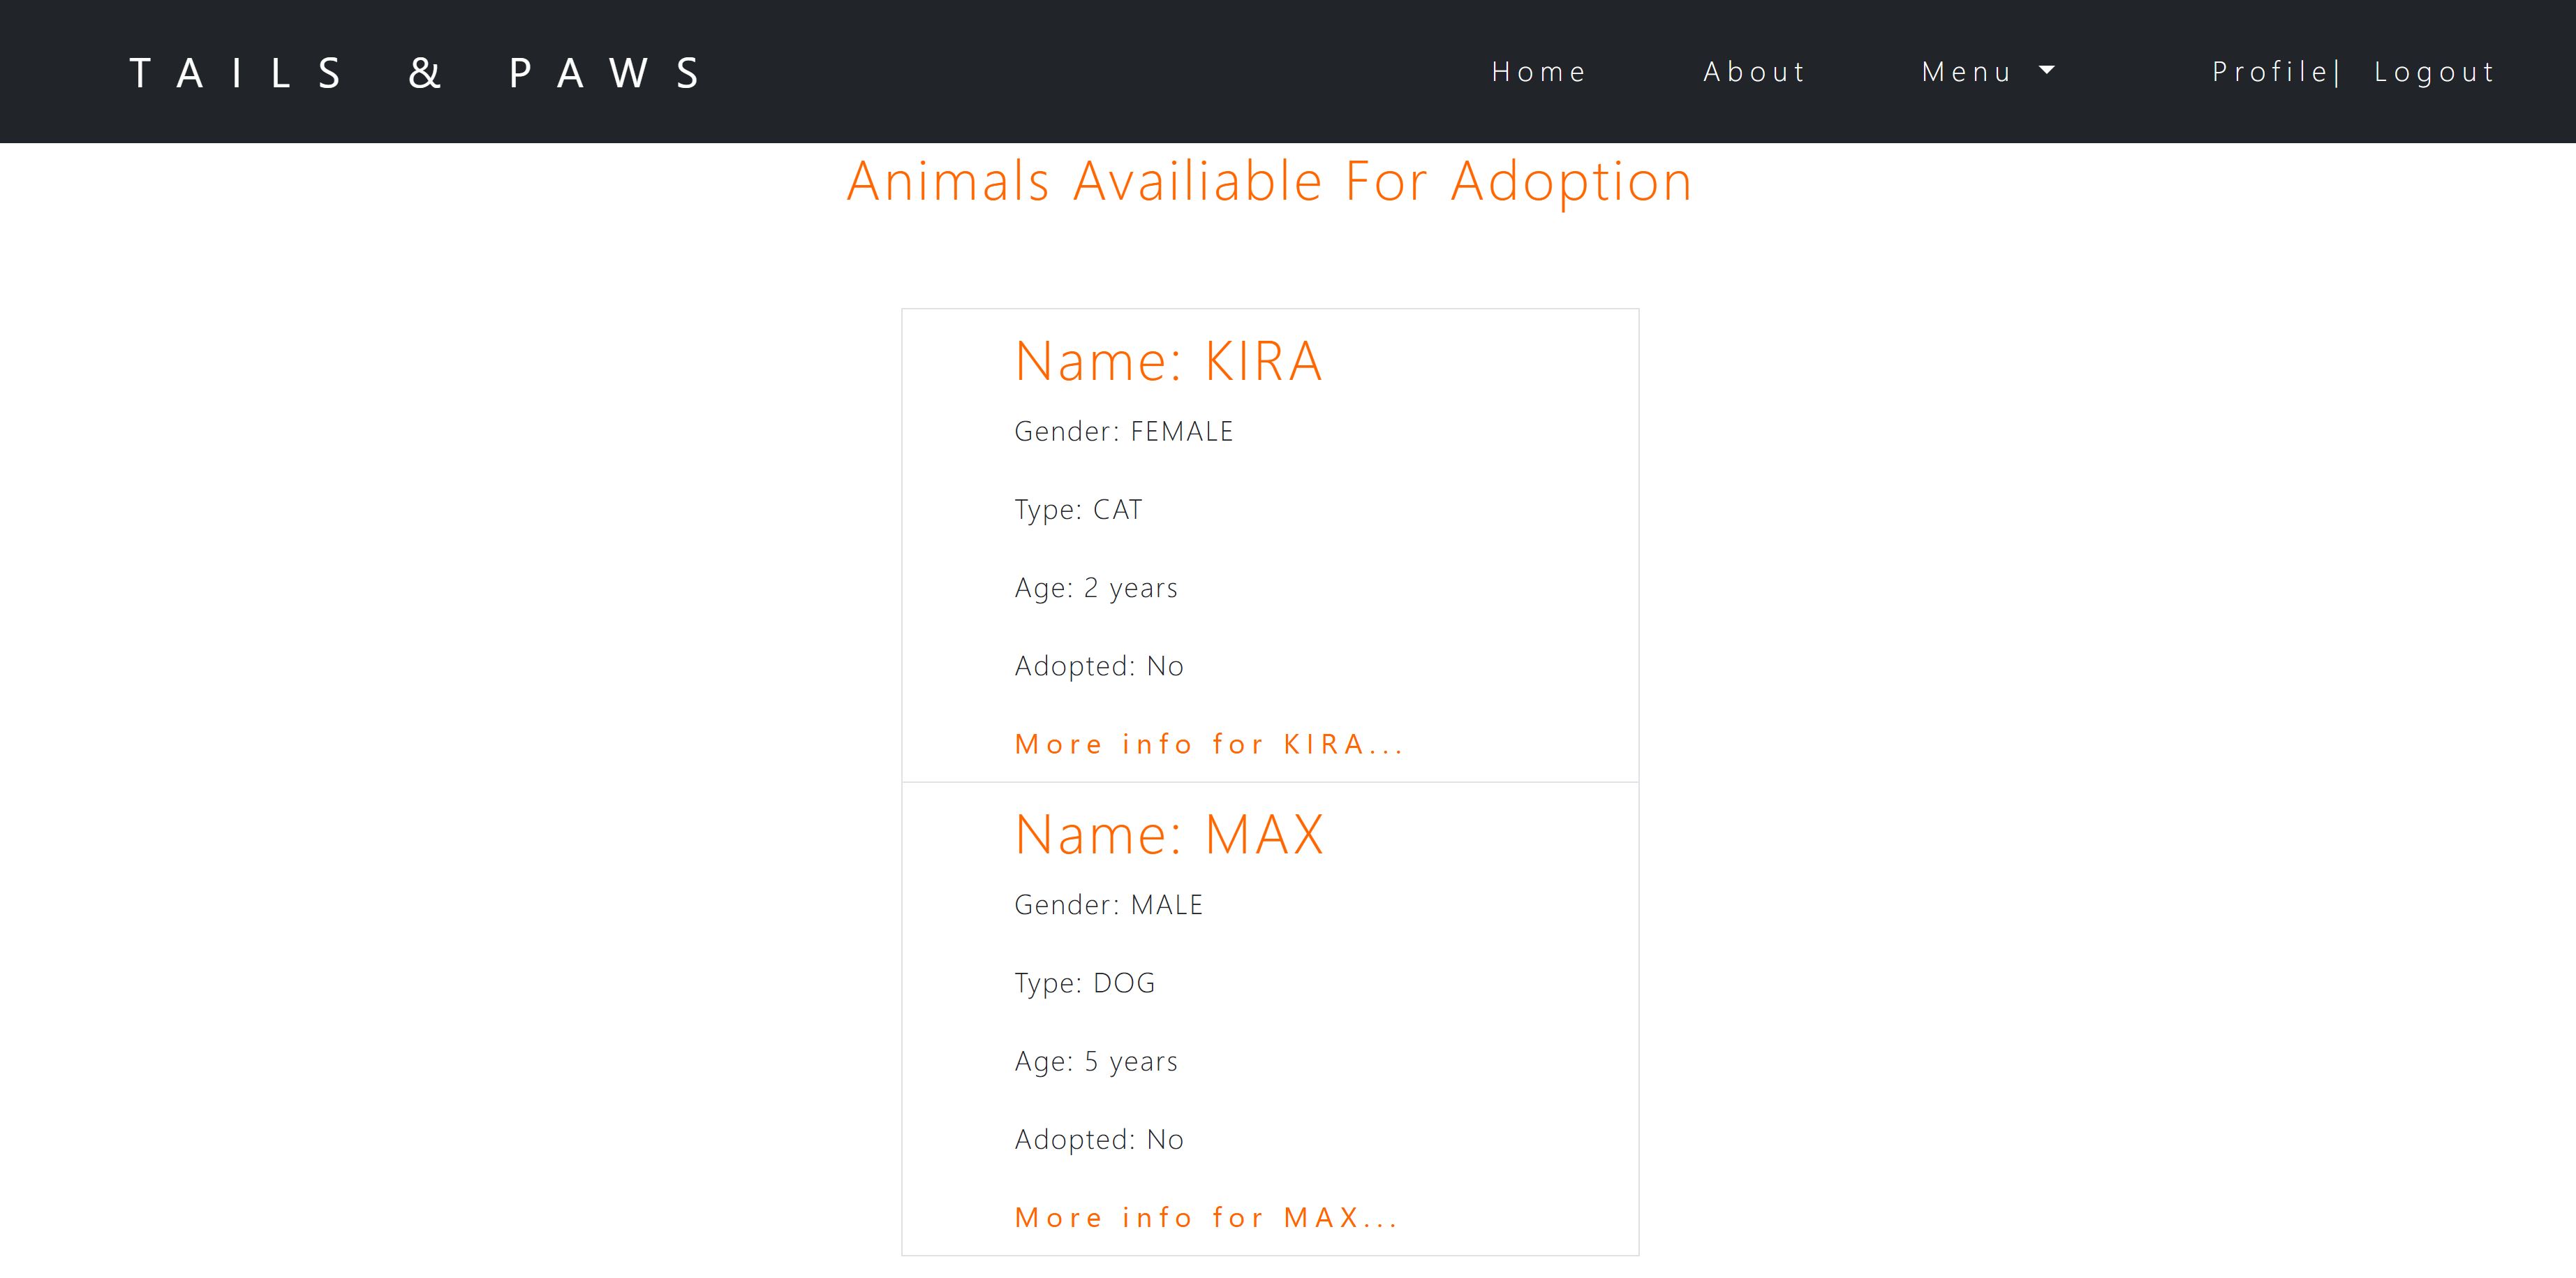 TAILS & PAWS Home About Menu Profile| Logout
Animals Availiable For Adoption
Name: KIRA
Gender: FEMALE
Type: CAT
Age: 2 years
Adopted: No
More info for KIRA...
Name: MAX
Gender: MALE
Type: DOG
Age: 5 years
Adopted: No
More info for MAX...